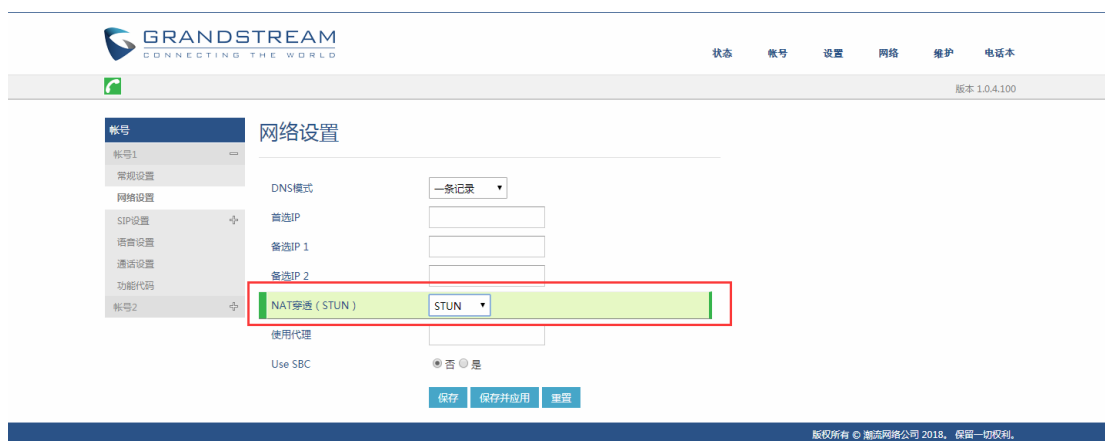 GRANDSTREAM
CONNECTING THE WORLD
状态 帐号 设置 网络 维护 电话本
版本 1.0.4.100
帐号
帐号1
常规设置
网络设置
SIP设置
语音设置
通话设置
功能代码
帐号2
网络设置
DNS模式 一条记录
首选IP
备选IP 1
备选IP 2
NAT穿透 ( STUN ) STUN
使用代理
Use SBC 否 是
保存 保存并应用 重置
版权所有 © 潮流网络公司 2018。 保留一切权利。